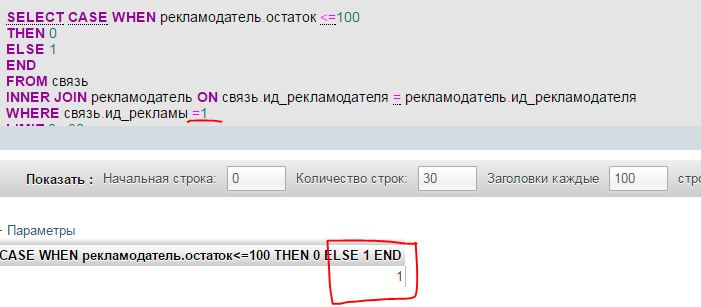 SELECT CASE WHEN рекламодатель.остаток <=100
THEN 0
ELSE 1
END
FROM связь
INNER JOIN рекламодатель ON связь.ид_рекламодателя = рекламодатель.ид_рекламодателя
WHERE связь.ид_рекламы =1
Показать : Начальная строка: 0 Количество строк: 30 Заголовки каждые 100 стро
- Параметры
CASE WHEN рекламодатель.остаток<=100 THEN 0 ELSE 1 END
1